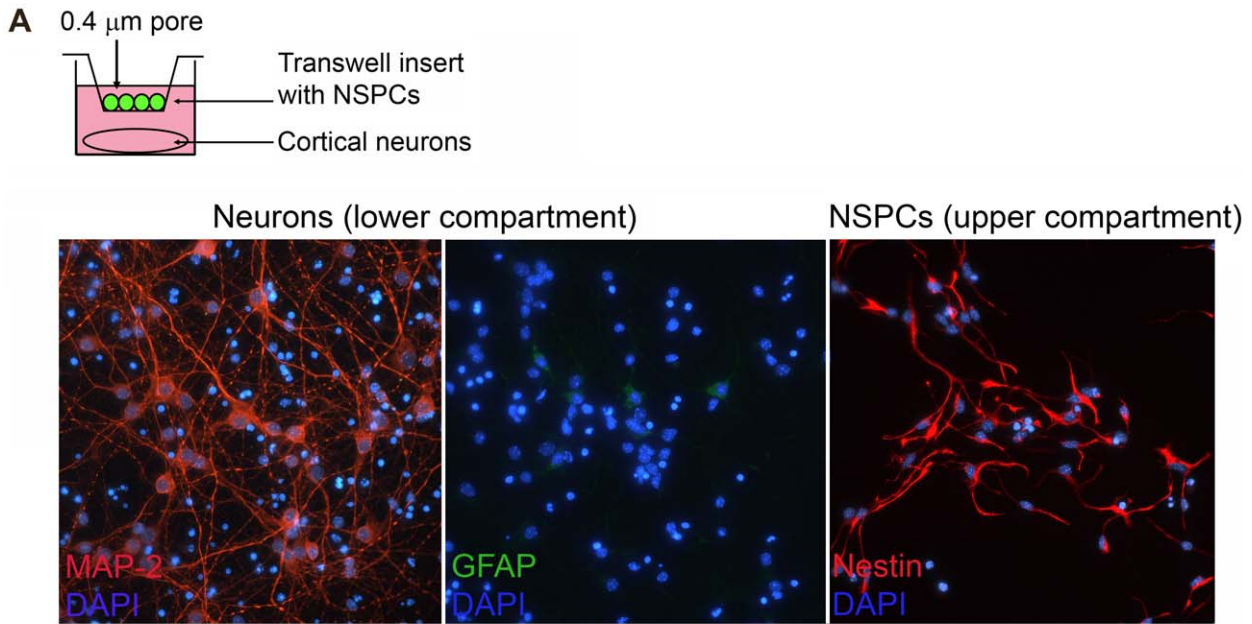 A
0.4 μm pore
Transwell insert
with NSPCs
Cortical neurons
Neurons (lower compartment)
NSPCs (upper compartment)
MAP-2
DAPI
GFAP
DAPI
Nestin
DAPI